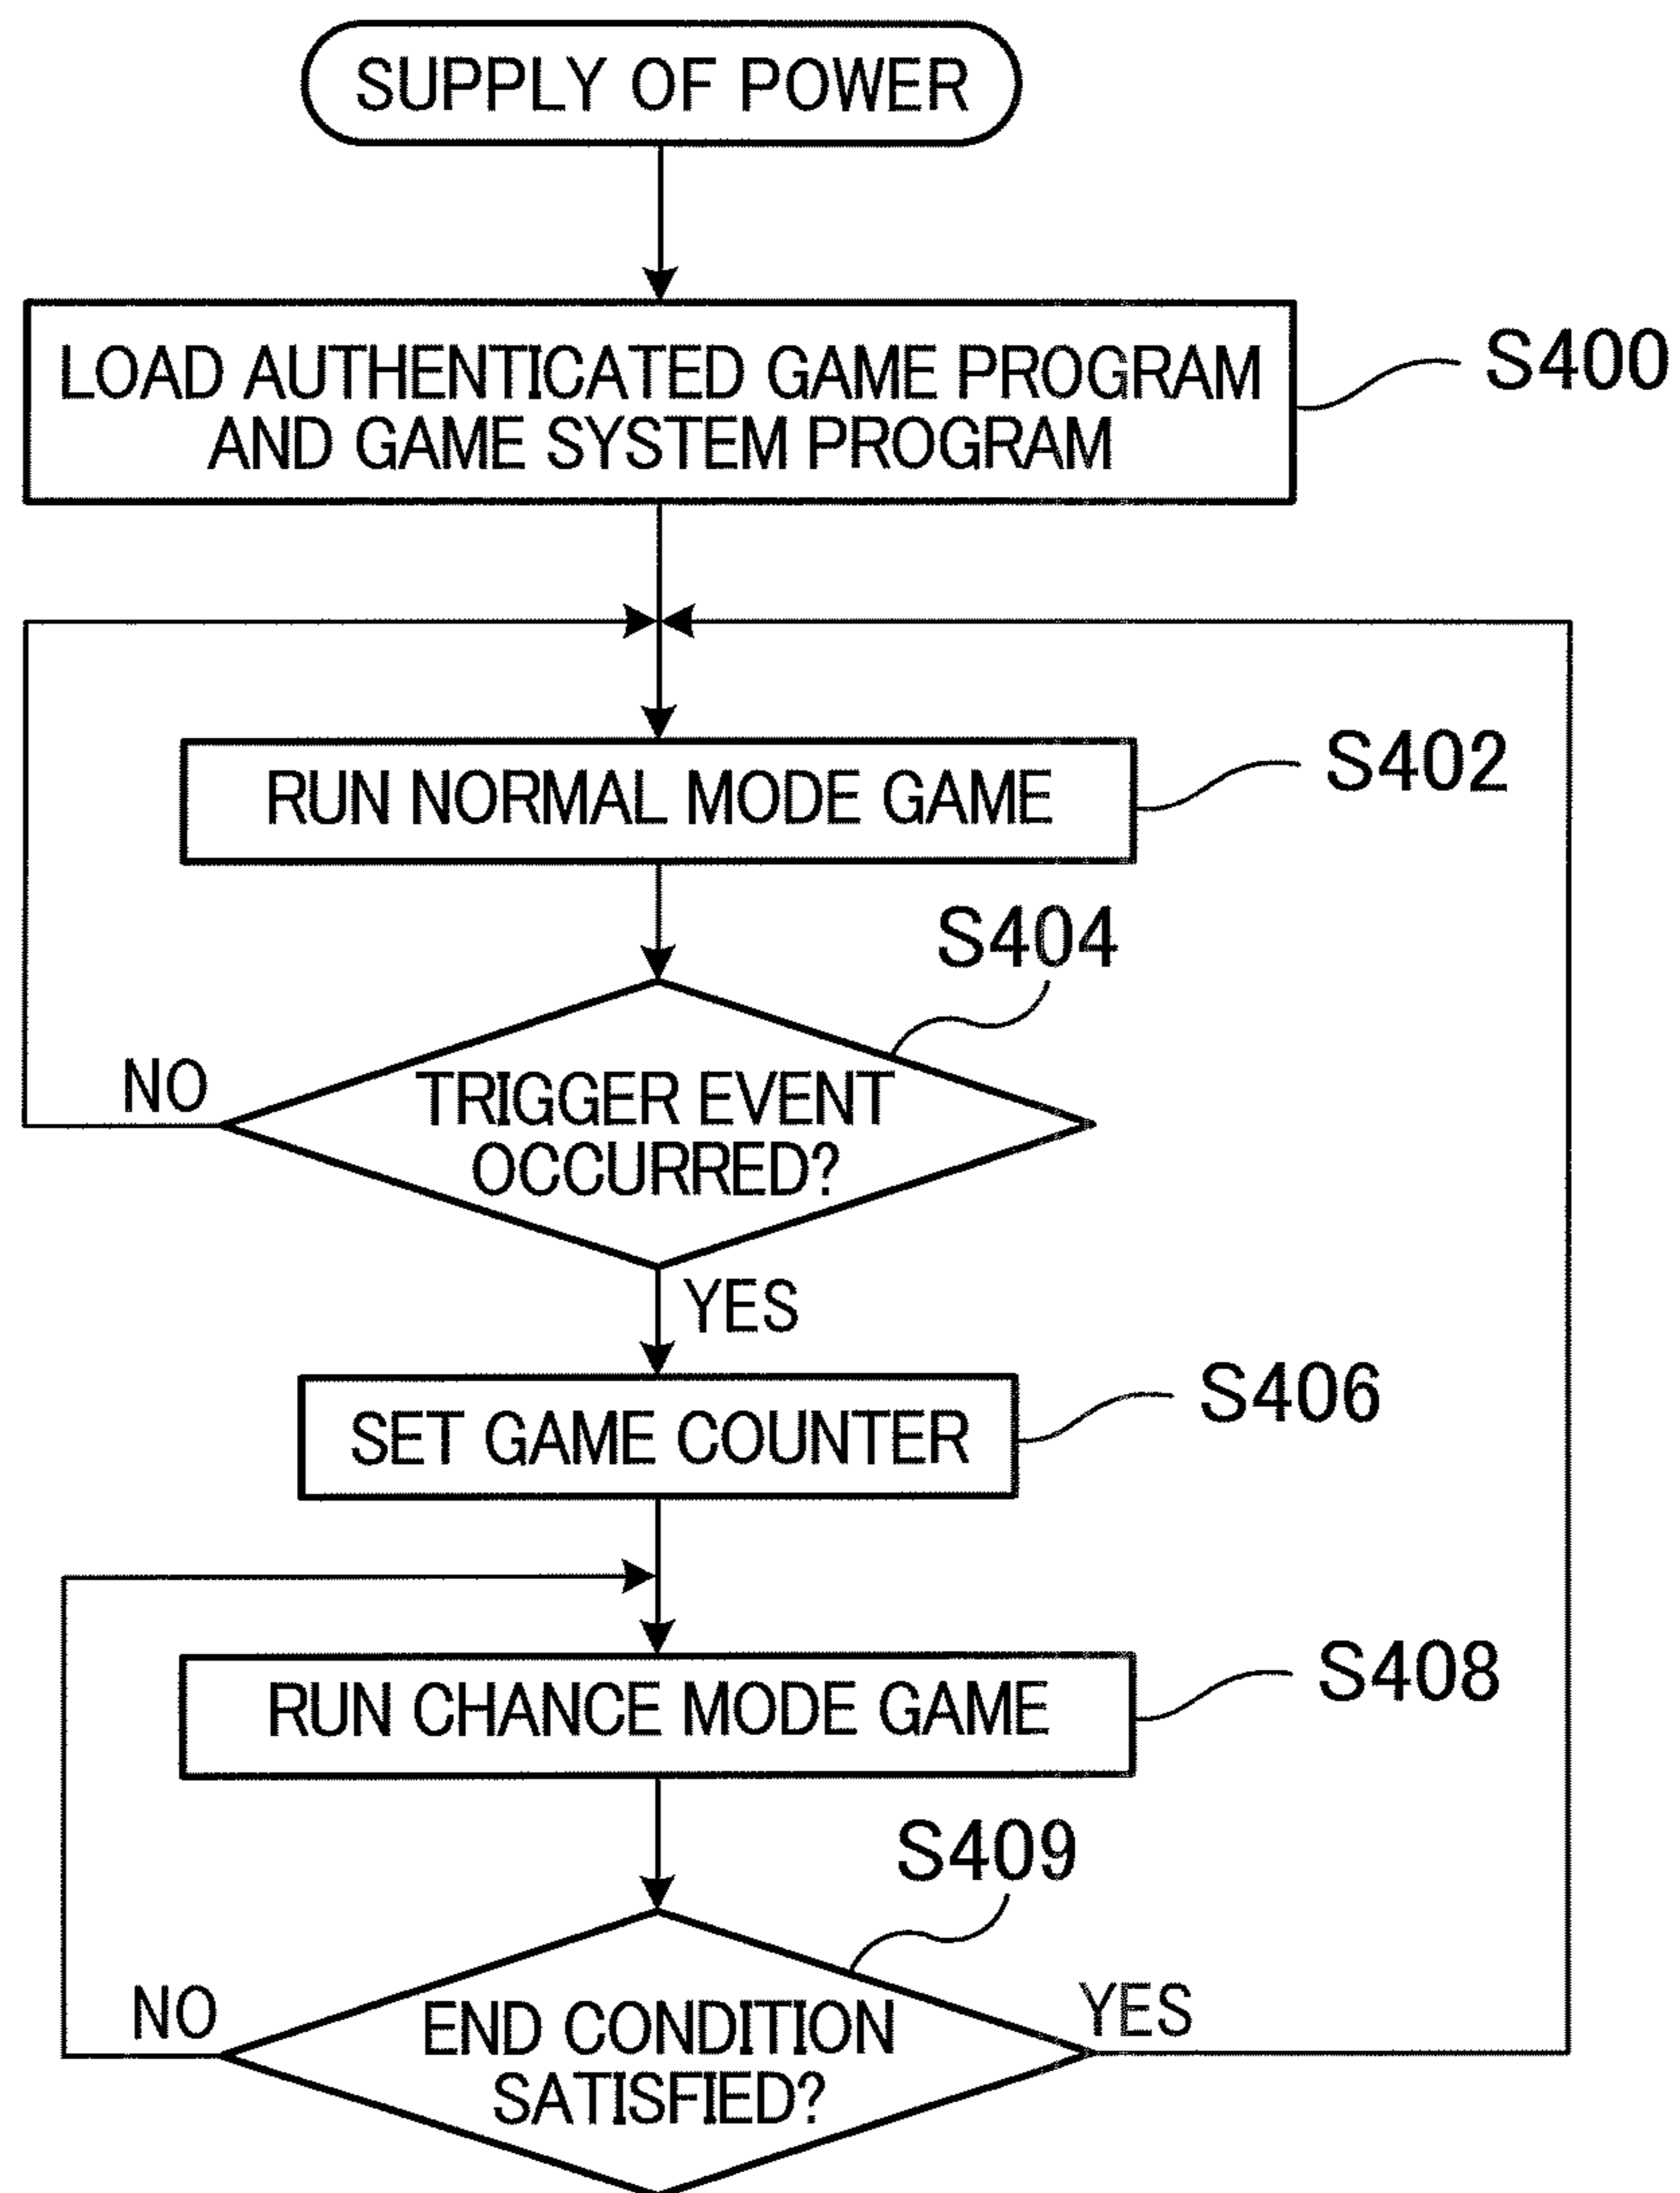 SUPPLY OF POWER
LOAD AUTHENTICATED GAME PROGRAM
AND GAME SYSTEM PROGRAM
S400
RUN NORMAL MODE GAME
S402
S404
NO
TRIGGER EVENT
OCCURRED?
YES
SET GAME COUNTER
S406
RUN CHANCE MODE GAME
S408
S409
NO
END CONDITION
SATISFIED?
YES